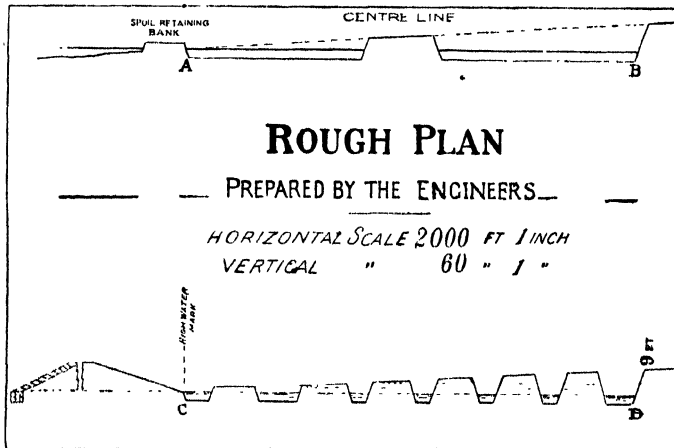 SPOIL RETAINING
BANK
CENTRE LINE
A
B
ROUGH PLAN
PREPARED BY THE ENGINEERS
HORIZONTAL SCALE 2000 FT 1 INCH
VERTICAL " 60 " 1 "
HIGH WATER
MARK
9 FT
C
D